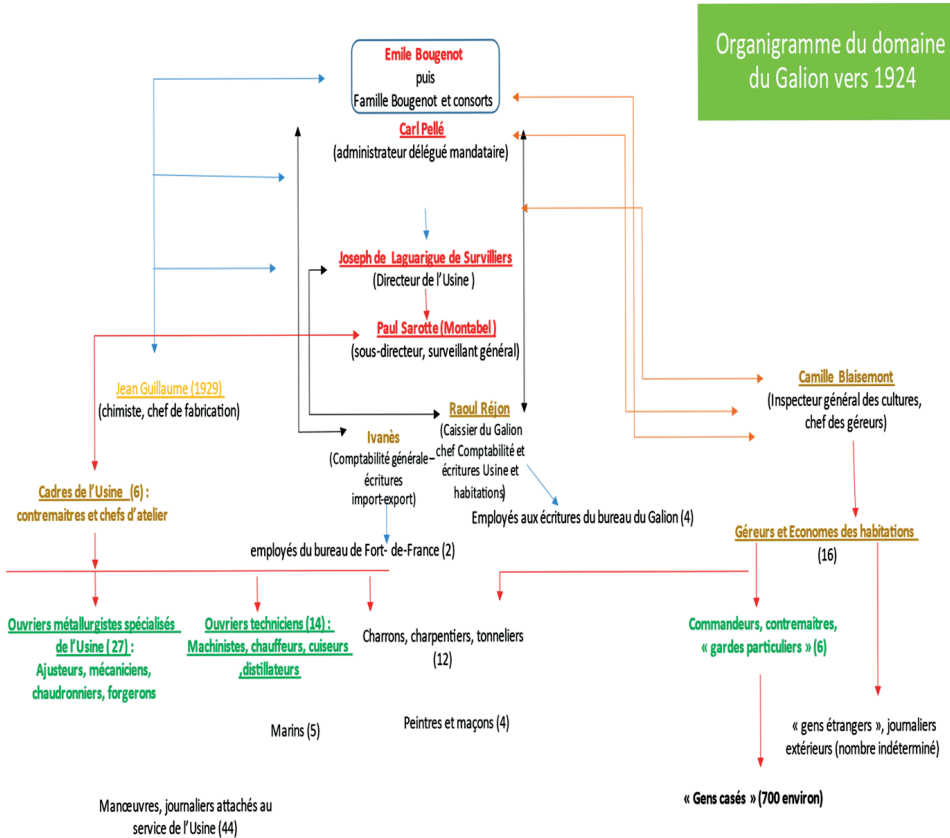 Organigramme du domaine
du Galion vers 1924
Emile Bougenot
puis
Famille Bougenot et consorts
Carl Pellé
(administrateur délégué mandataire)
Joseph de Laguarigue de Survilliers
(Directeur de l'Usine )
Paul Sarotte (Montabel )
(sous-directeur, surveillant général)
Jean Guillaume (1929)
(chimiste, chef de fabrication)
Camille Blaisemont
(Inspecteur général des cultures,
chef des géreurs)
Raoul Réjon
(Caissier du Galion
chef Comptabilité et
écritures Usine et
habitations)
Ivanès
(Comptabilité générale –
écritures
import-export)
Cadres de l'Usine (6) :
contremaitres et chefs d'atelier
Employés aux écritures du bureau du Galion (4)
employés du bureau de Fort- de-France (2)
Géreurs et Economes des habitations
(16)
Ouvriers métallurgistes spécialisés
de l'Usine ( 27) :
Ajusteurs, mécaniciens,
chaudronniers, forgerons
Ouvriers techniciens (14) :
Machinistes, chauffeurs, cuiseurs
,distillateurs
Charrons, charpentiers, tonneliers
(12)
Commandeurs, contremaitres,
« gardes particuliers » (6)
Marins (5)
Peintres et maçons (4)
« gens étrangers », journaliers
extérieurs (nombre indéterminé)
« Gens casés » (700 environ)
Manœuvres, journaliers attachés au
service de l'Usine (44)